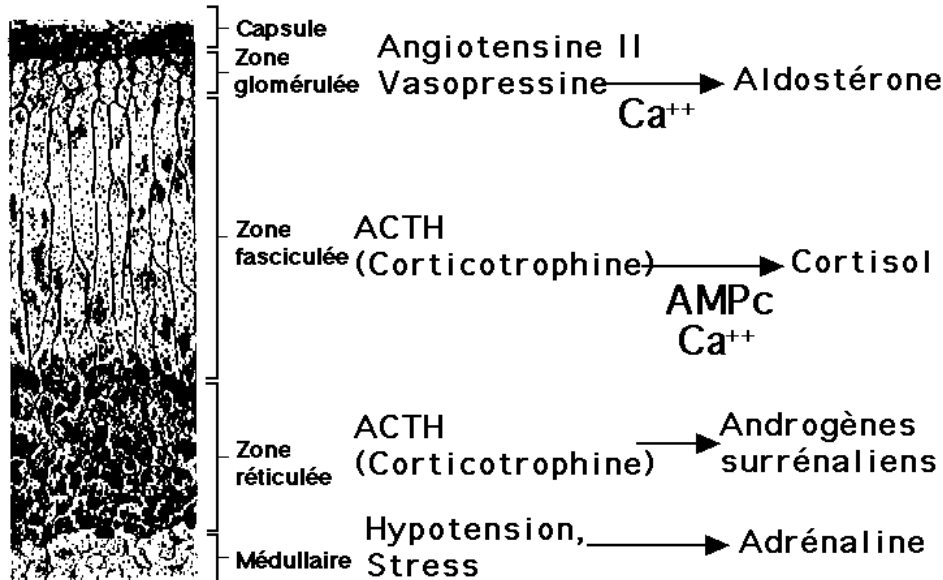 Capsule
Zone
glomérulée
Angiotensine II
Vasopressine
Ca++
Aldostérone
Zone
fasciculée
ACTH
(Corticotrophine)
AMPc
Ca++
Cortisol
Zone
réticulée
ACTH
(Corticotrophine)
Androgènes
surrénaliens
Médullaire
Hypotension,
Stress
Adrénaline